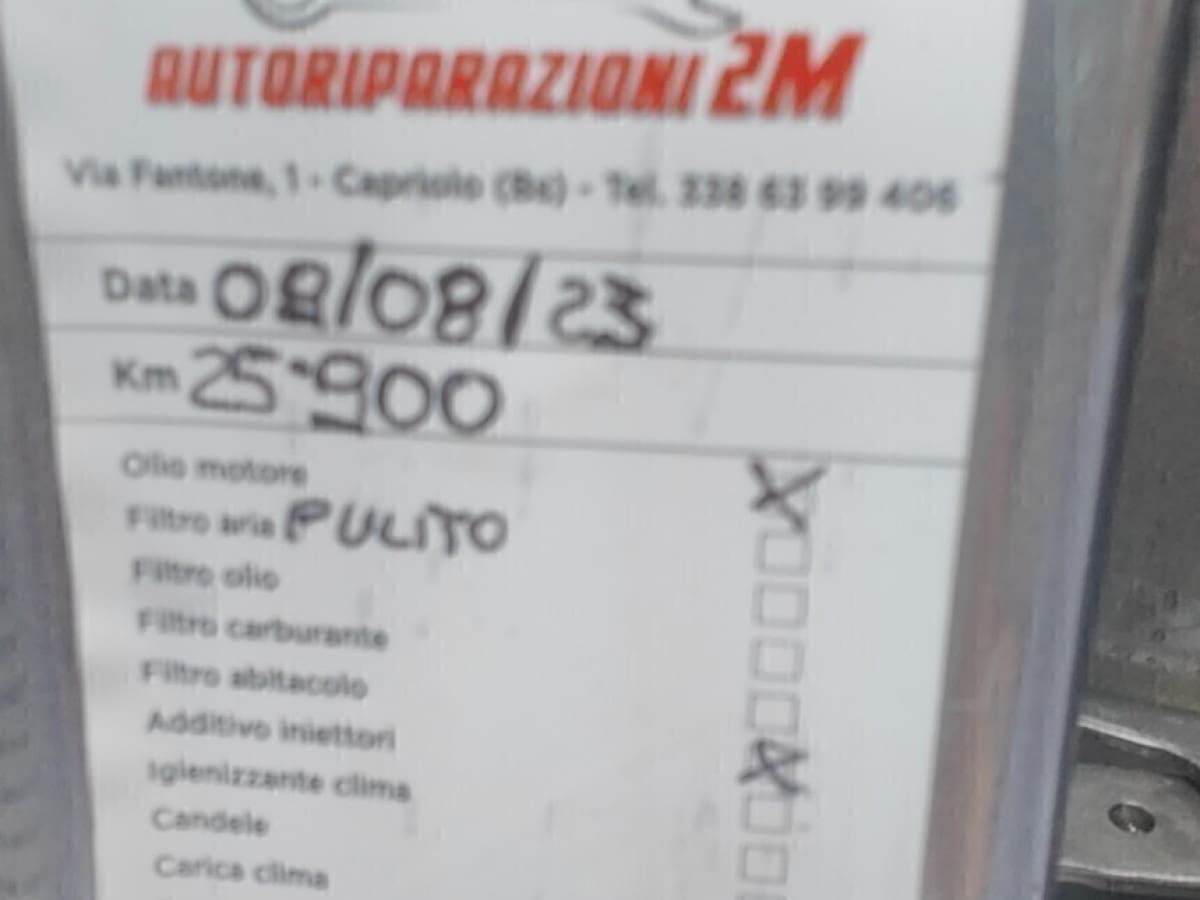 AUTORIPARAZIONI 2M
Via Fantone, 1 - Capriolo (Bs) - Tel. 338 63 99 406
Data 08/08/23
Km 25.900
Olio motore
Filtro aria PULITO
Filtro olio
Filtro carburante
Filtro abitacolo
Additivo iniettori
Igienizzante clima
Candele
Carica clima